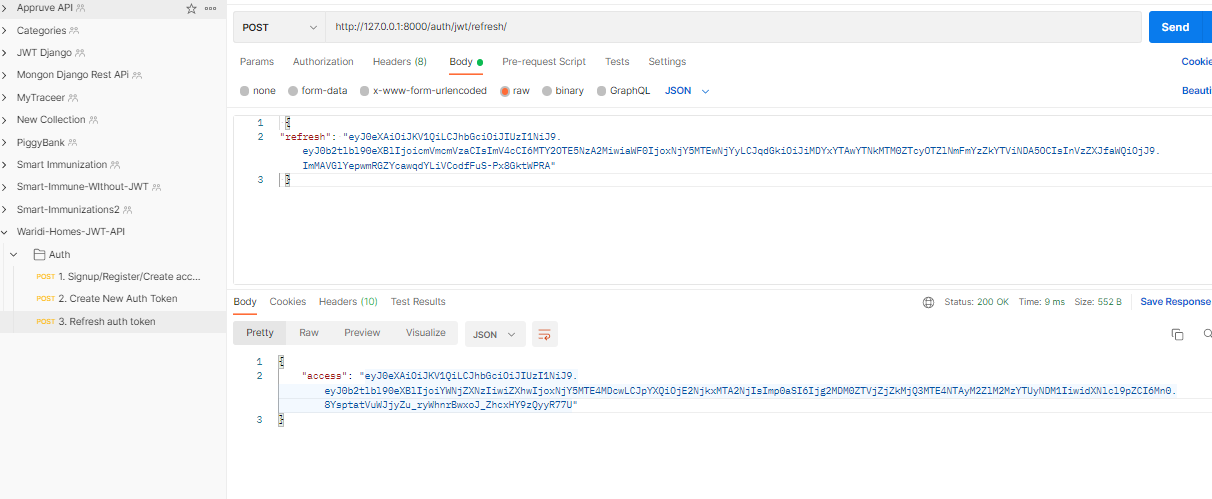 Appruve API
Categories
JWT Django
Mongon Django Rest APi
MyTraceer
New Collection
PiggyBank
Smart Immunization
Smart-Immune-WIthout-JWT
Smart-Immunizations2
Waridi-Homes-JWT-API
Auth
POST 1. Signup/Register/Create acc...
POST 2. Create New Auth Token
POST 3. Refresh auth token
POST http://127.0.0.1:8000/auth/jwt/refresh/ Send
Params Authorization Headers (8) Body Pre-request Script Tests Settings Cookie
none form-data x-www-form-urlencoded raw binary GraphQL JSON Beauti
1 {
2 "refresh": "eyJ0eXAiOiJKV1QiLCJhbGciOiJIUzI1NiJ9.
3 }
Body Cookies Headers (10) Test Results Status: 200 OK Time: 9 ms Size: 552 B Save Response
Pretty Raw Preview Visualize JSON
1 {
2 "access": "eyJ0eXAiOiJKV1QiLCJhbGciOiJIUzI1NiJ9.
3 }